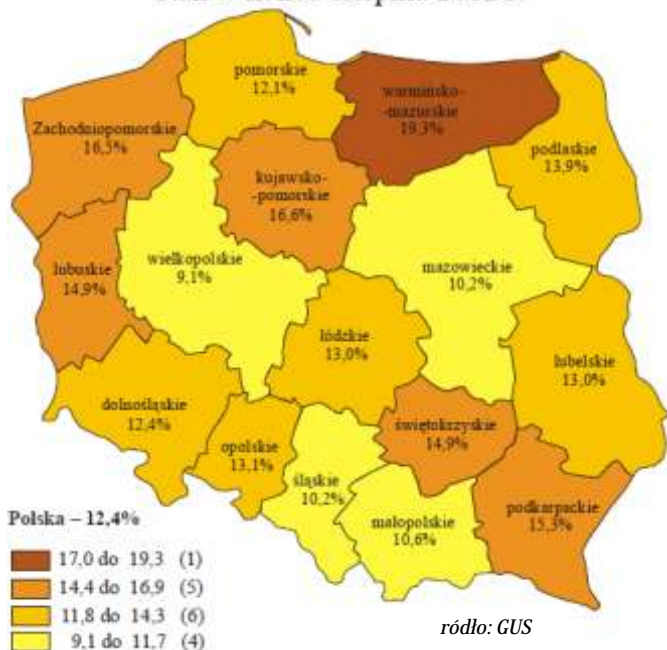 pomorskie
12,1%
warmińsko-
-mazurskie
19,3%
Zachodniopomorskie
16,5%
podlaskie
13,9%
kujawsko-
-pomorskie
16,6%
wielkopolskie
9,1%
mazowieckie
10,2%
lubuskie
14,9%
łódzkie
13,0%
lubelskie
13,0%
dolnośląskie
12,4%
opolskie
13,1%
świętokrzyskie
14,9%
śląskie
10,2%
małopolskie
10,6%
podkarpackie
15,3%
Polska – 12,4%
17,0 do 19,3 (1)
14,4 do 16,9 (5)
11,8 do 14,3 (6)
9,1 do 11,7 (4)
ródło: GUS